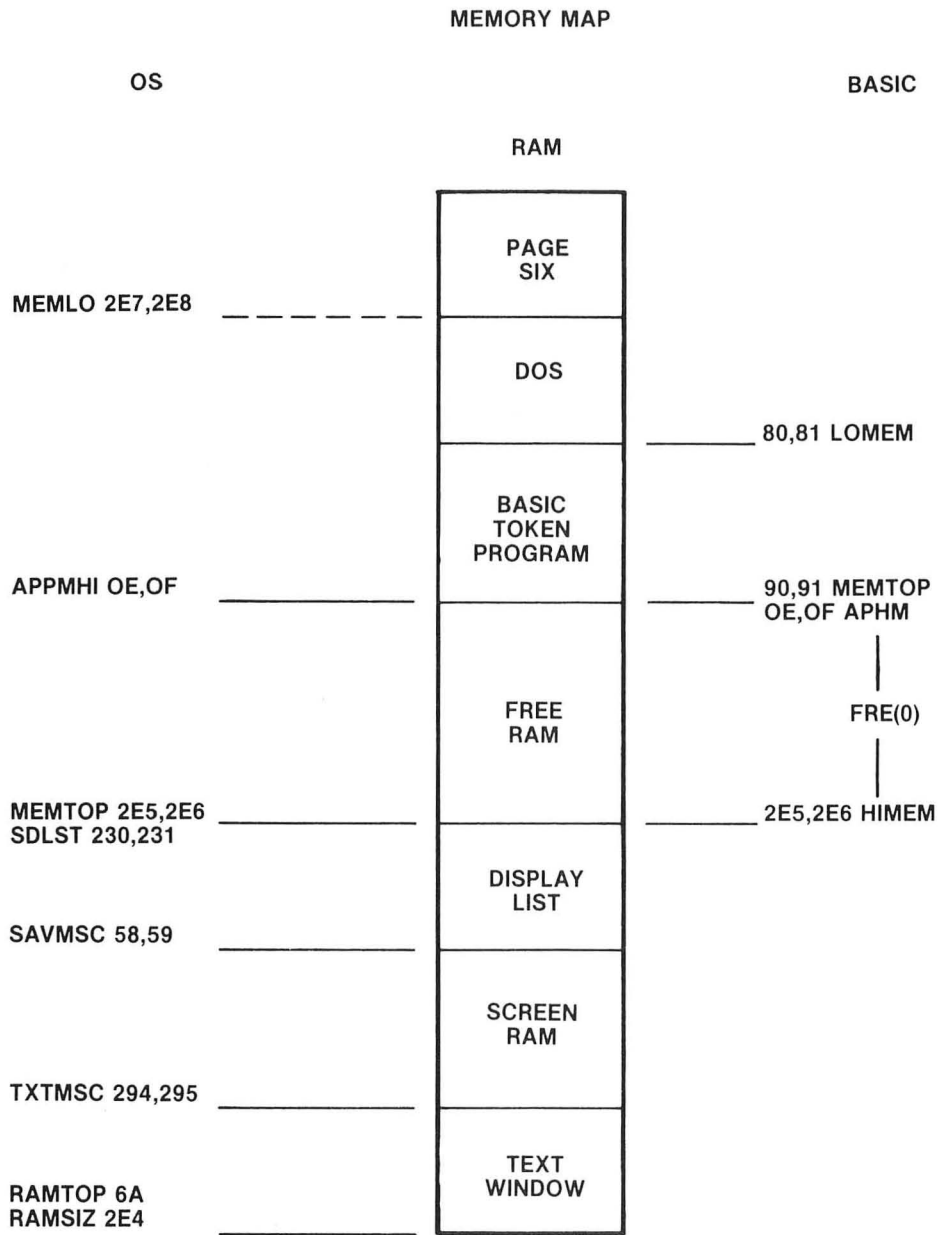 MEMORY MAP
OS
BASIC
RAM
PAGE
SIX
MEMLO 2E7,2E8
DOS
80,81 LOMEM
BASIC
TOKEN
PROGRAM
APPMHI OE,OF
90,91 MEMTOP
OE,OF APHM
FREE
RAM
FRE(0)
MEMTOP 2E5,2E6
SDLST 230,231
2E5,2E6 HIMEM
DISPLAY
LIST
SAVMSC 58,59
SCREEN
RAM
TXTMSC 294,295
TEXT
WINDOW
RAMTOP 6A
RAMSIZ 2E4